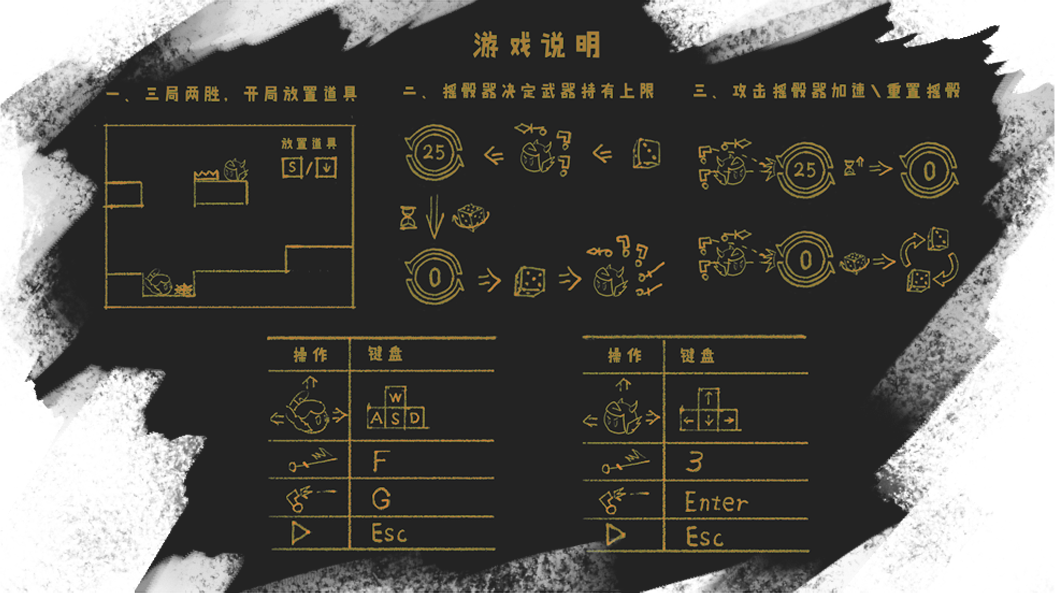 游戏说明
一、三局两胜，开局放置道具
二、摇骰器决定武器持有上限
三、攻击摇骰器加速\重置摇骰
放置道具
S / ↓
25
25
0
0
0
操作 键盘
W
A S D
F
G
Esc
操作 键盘
↑
← ↓ →
3
Enter
Esc